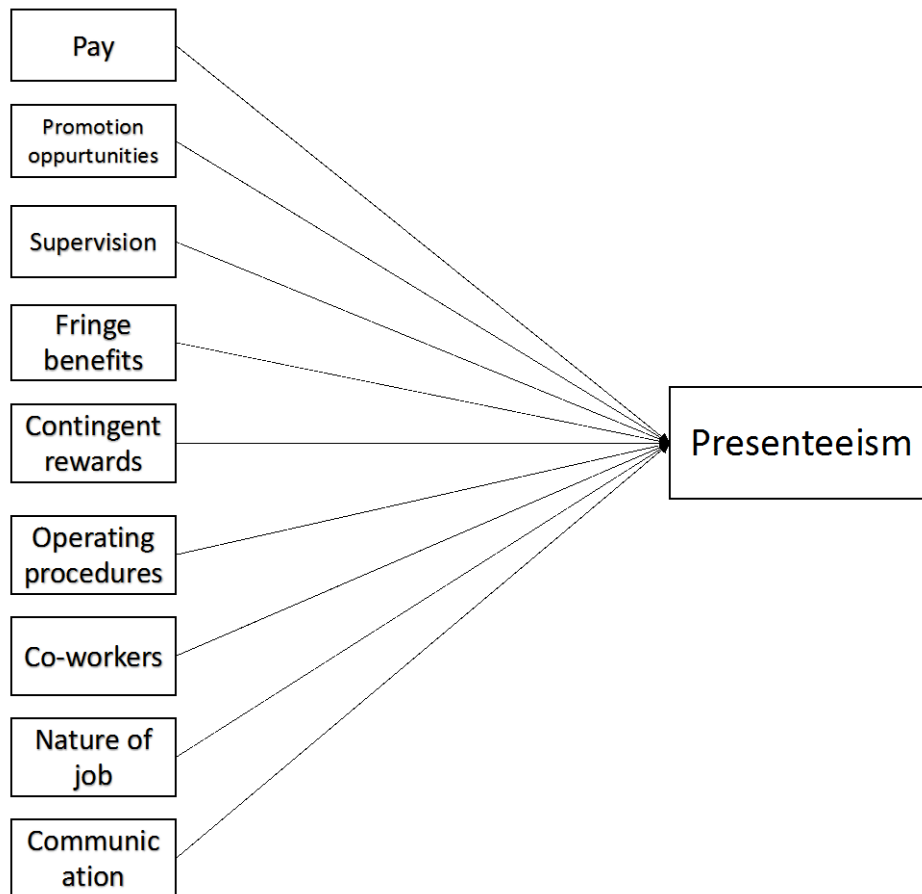 Pay
Promotion
oppurtunities
Supervision
Fringe
benefits
Contingent
rewards
Operating
procedures
Co-workers
Nature of
job
Communic
ation
Presenteeism